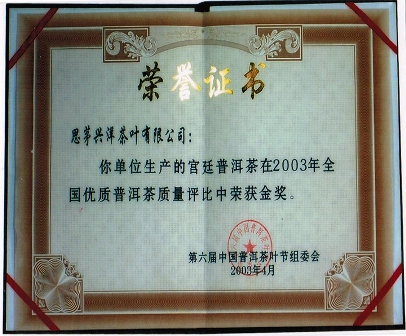 荣誉证书
思茅兴洋茶叶有限公司：
你单位生产的宫廷普洱茶在2003年全
国优质普洱茶质量评比中荣获金奖。
第六届中国普洱茶叶节组委会
2003年4月